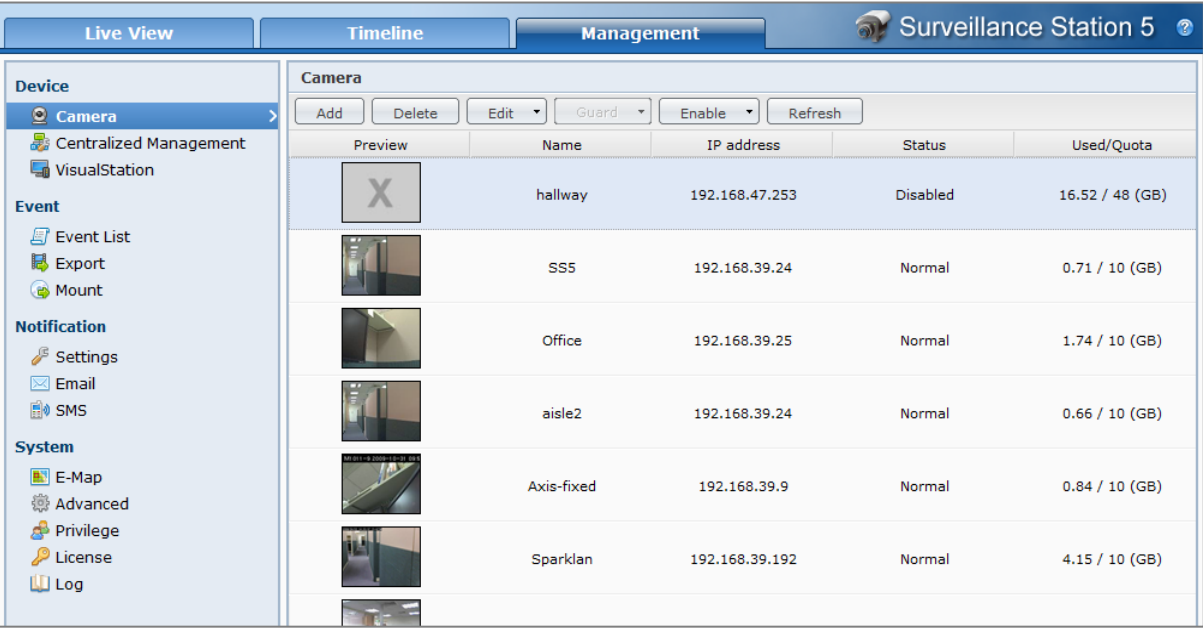 Live View Timeline Management Surveillance Station 5 ?
Device
Camera
Centralized Management
VisualStation
Event
Event List
Export
Mount
Notification
Settings
Email
SMS
System
E-Map
Advanced
Privilege
License
Log
Camera
Add Delete Edit Guard Enable Refresh
Preview Name IP address Status Used/Quota
X hallway 192.168.47.253 Disabled 16.52 / 48 (GB)
SS5 192.168.39.24 Normal 0.71 / 10 (GB)
Office 192.168.39.25 Normal 1.74 / 10 (GB)
aisle2 192.168.39.24 Normal 0.66 / 10 (GB)
Axis-fixed 192.168.39.9 Normal 0.84 / 10 (GB)
Sparklan 192.168.39.192 Normal 4.15 / 10 (GB)